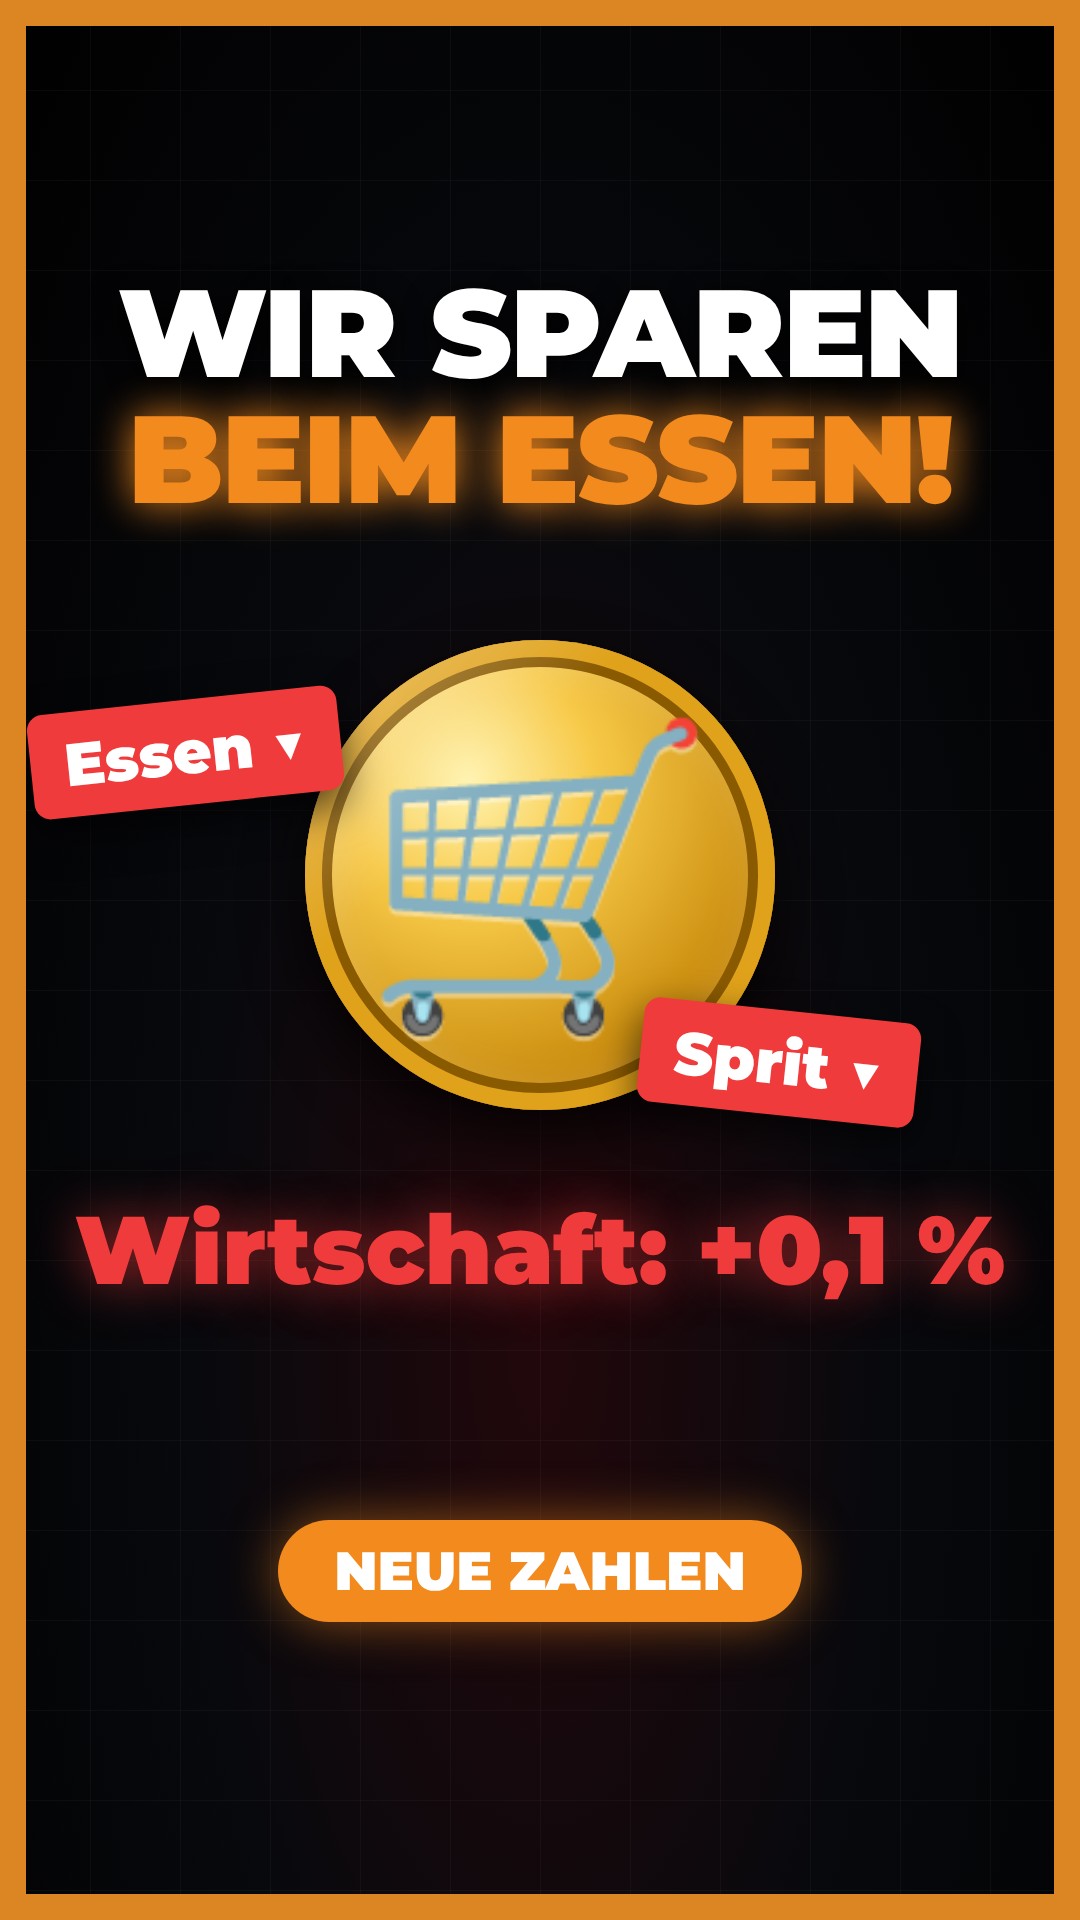 WIR SPAREN
BEIM ESSEN!
Essen ▼
Sprit ▼
Wirtschaft: +0,1 %
NEUE ZAHLEN